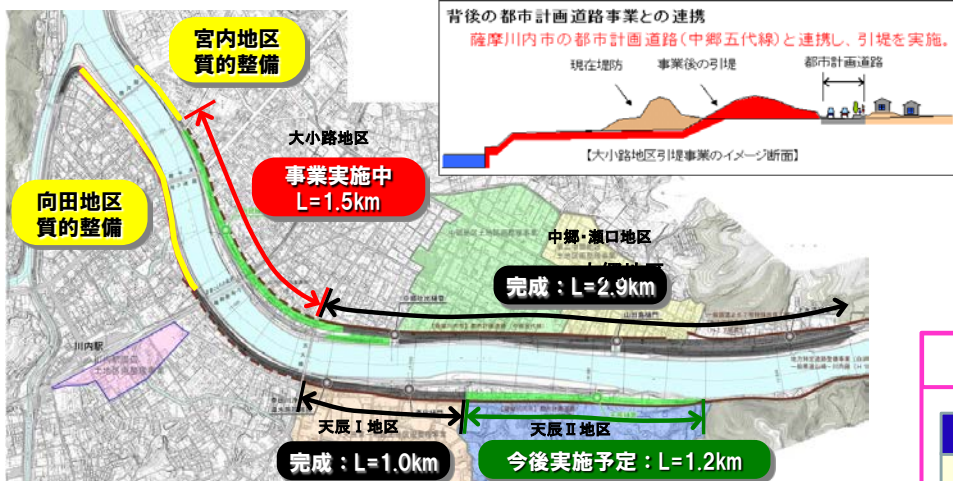 背後の都市計画道路事業との連携
薩摩川内市の都市計画道路（中郷五代線）と連携し、引堤を実施。
現在堤防
事業後の引堤
都市計画道路
【大小路地区引堤事業のイメージ断面】
宮内地区
質的整備
大小路地区
事業実施中
L=1.5km
向田地区
質的整備
中郷・瀬口地区
完成：L=2.9km
川内駅
天辰Ⅰ地区
完成：L=1.0km
天辰Ⅱ地区
今後実施予定：L=1.2km